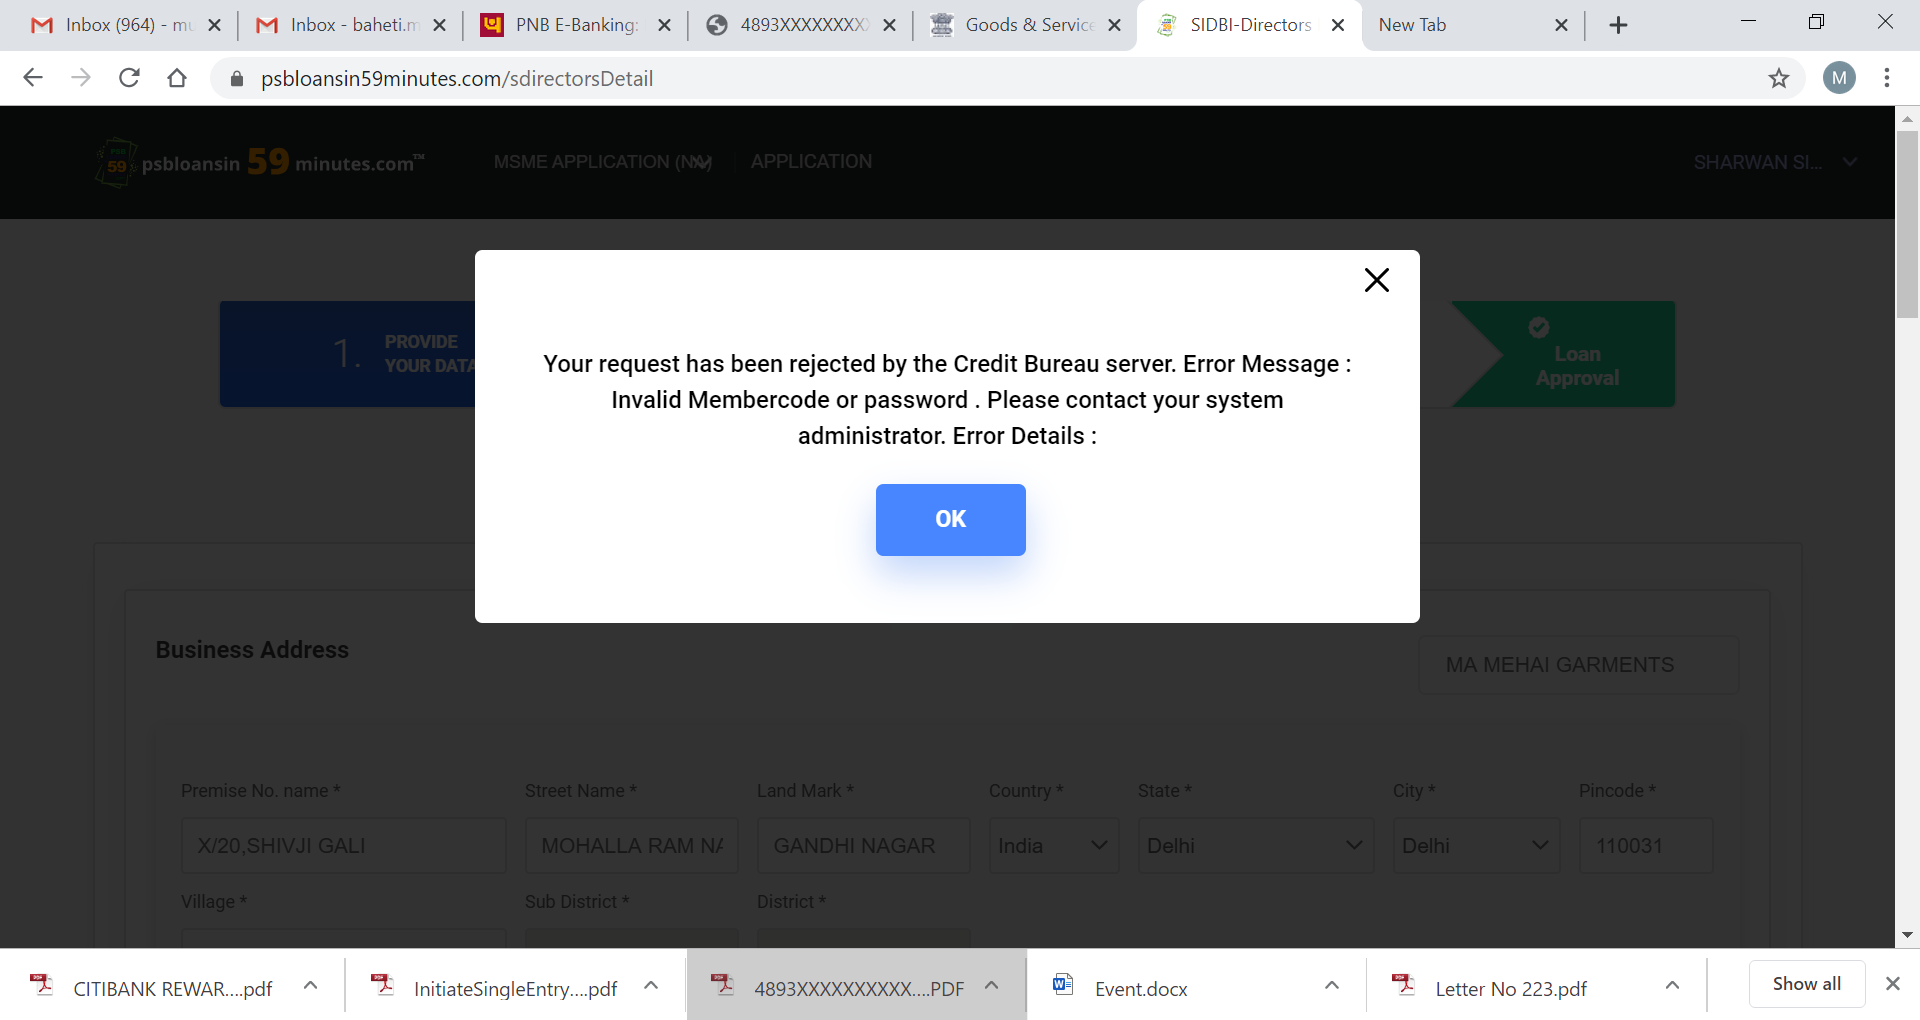 Inbox (964) - mu
Inbox - baheti.m
PNB E-Banking:
4893XXXXXXXXX
Goods & Service
SIDBI-Directors
New Tab
psbloansin59minutes.com/sdirectorsDetail
M
59 psbloansin 59 minutes.com™
MSME APPLICATION (NA)
APPLICATION
SHARWAN SI...
1. PROVIDE
YOUR DATA
Loan
Approval
Your request has been rejected by the Credit Bureau server. Error Message :
Invalid Membercode or password . Please contact your system
administrator. Error Details :
OK
Business Address
MA MEHAI GARMENTS
Premise No. name * Street Name * Land Mark * Country * State * City * Pincode *
X/20,SHIVJI GALI MOHALLA RAM NA GANDHI NAGAR India Delhi Delhi 110031
Village * Sub District * District *
CITIBANK REWAR....pdf
InitiateSingleEntry....pdf
4893XXXXXXXXXX....PDF
Event.docx
Letter No 223.pdf
Show all